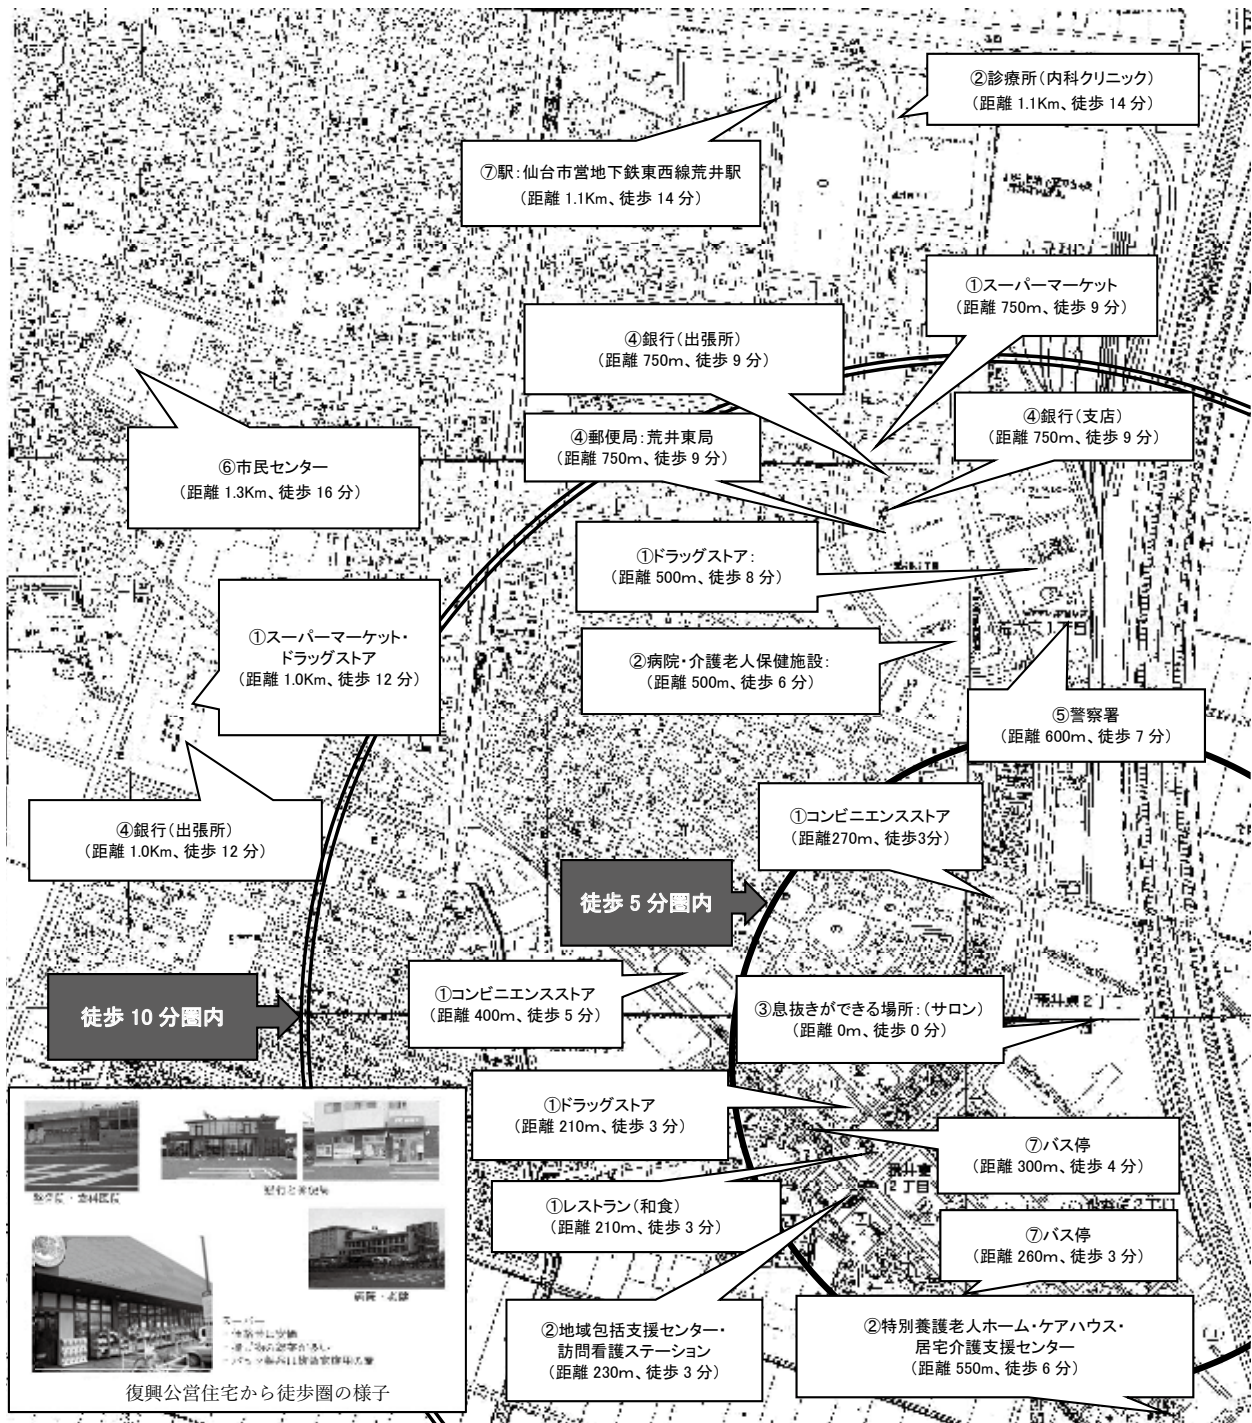 ②診療所（内科クリニック）
（距離 1.1Km、徒歩 14 分）
⑦駅：仙台市営地下鉄東西線荒井駅
（距離 1.1Km、徒歩 14 分）
①スーパーマーケット
（距離 750m、徒歩 9 分）
④銀行（出張所）
（距離 750m、徒歩 9 分）
④銀行（支店）
（距離 750m、徒歩 9 分）
④郵便局：荒井東局
（距離 750m、徒歩 9 分）
⑥市民センター
（距離 1.3Km、徒歩 16 分）
①ドラッグストア：
（距離 500m、徒歩 8 分）
①スーパーマーケット・
ドラッグストア
（距離 1.0Km、徒歩 12 分）
②病院・介護老人保健施設：
（距離 500m、徒歩 6 分）
⑤警察署
（距離 600m、徒歩 7 分）
④銀行（出張所）
（距離 1.0Km、徒歩 12 分）
①コンビニエンスストア
（距離270m、徒歩3分）
徒歩 5 分圏内
徒歩 10 分圏内
①コンビニエンスストア
（距離 400m、徒歩 5 分）
③息抜きができる場所：（サロン）
（距離 0m、徒歩 0 分）
荒井東2丁
①ドラッグストア
（距離 210m、徒歩 3 分）
⑦バス停
（距離 300m、徒歩 4 分）
荒井東
2丁目
①レストラン（和食）
（距離 210m、徒歩 3 分）
⑦バス停
（距離 260m、徒歩 3 分）
②地域包括支援センター・
訪問看護ステーション
（距離 230m、徒歩 3 分）
②特別養護老人ホーム・ケアハウス・
居宅介護支援センター
（距離 550m、徒歩 6 分）
病院・老健
スーパー
復興公営住宅から徒歩圏の様子